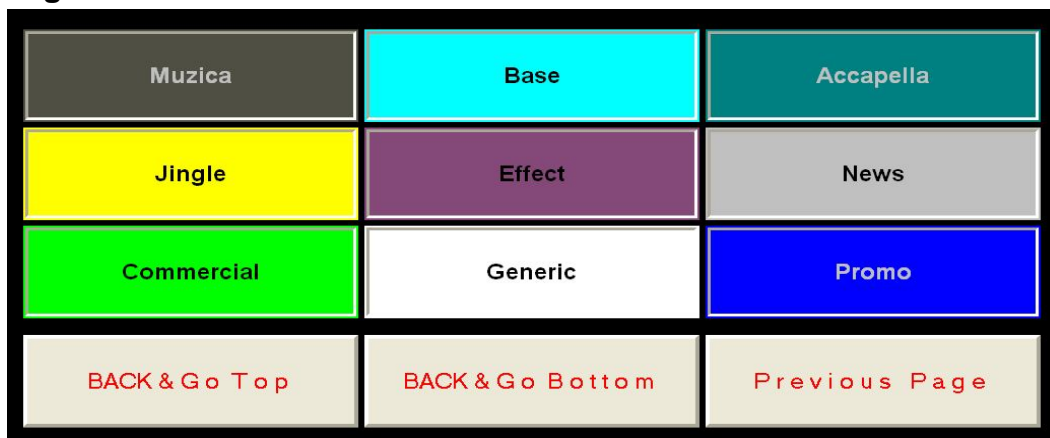 Muzica
Base
Accapella
Jingle
Effect
News
Commercial
Generic
Promo
BACK & Go Top
BACK & Go Bottom
Previous Page